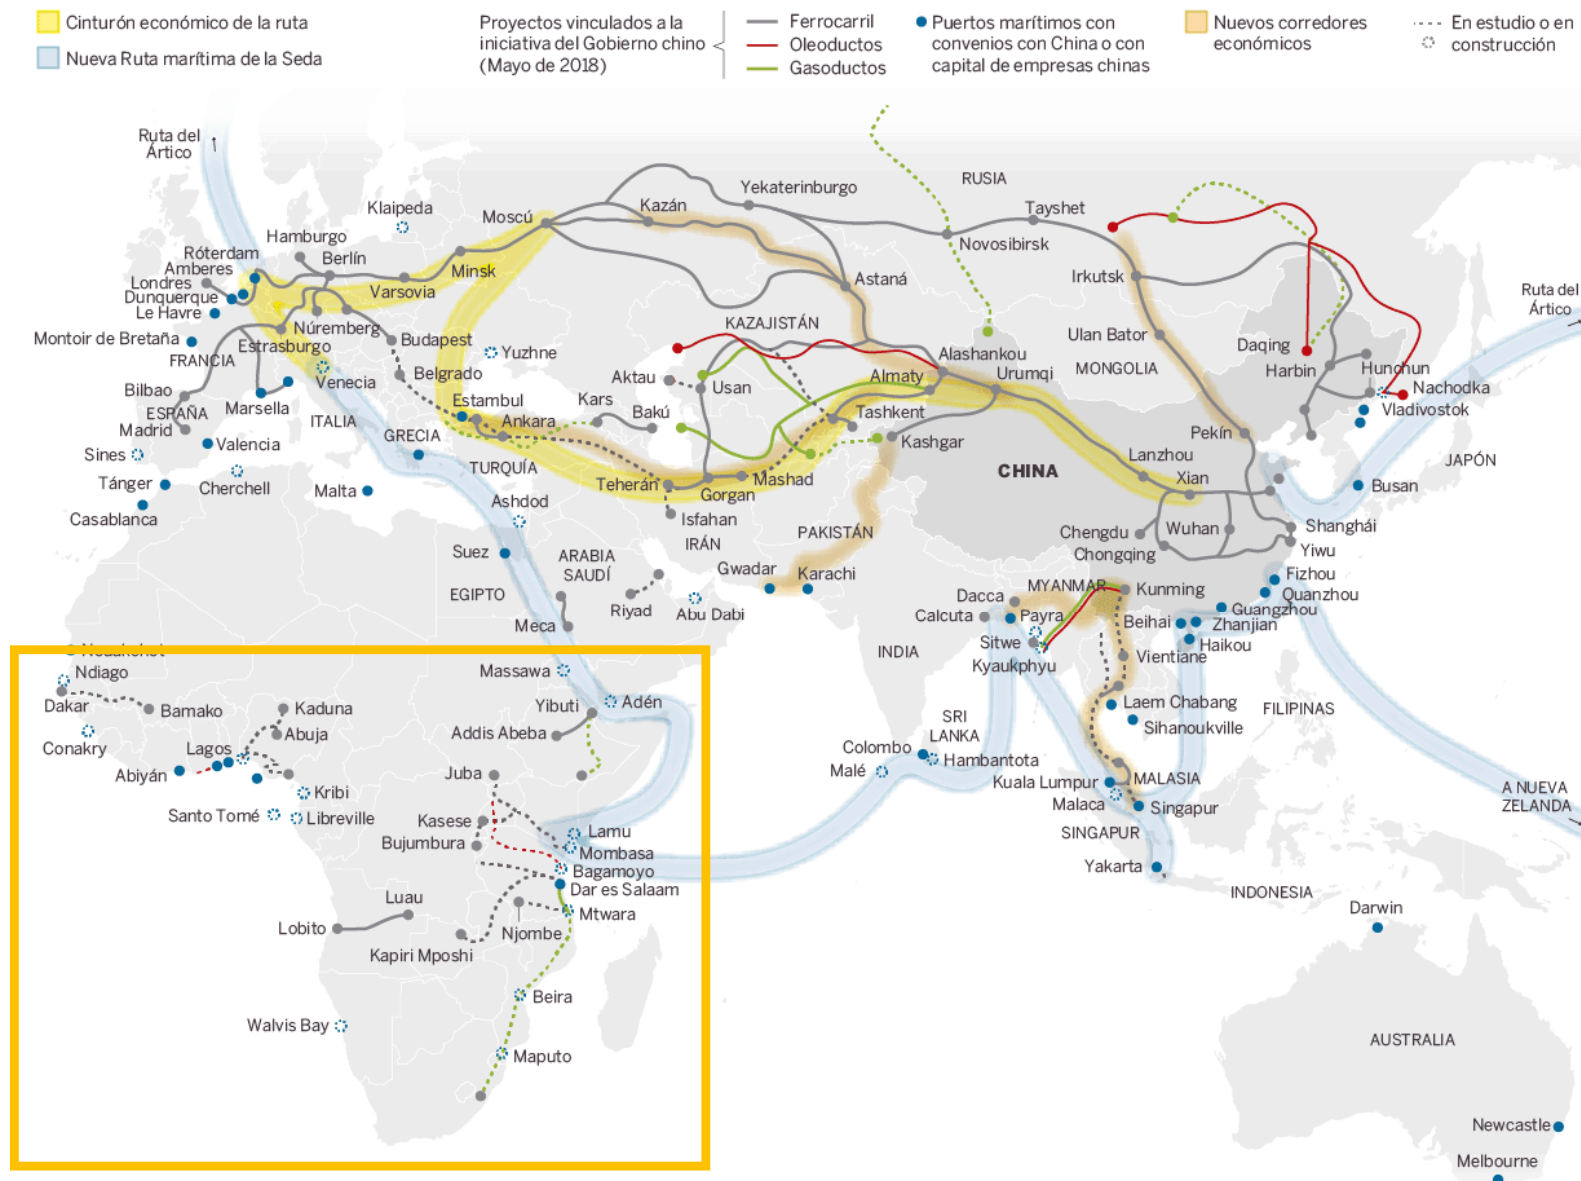 Cinturón económico de la ruta
Nueva Ruta marítima de la Seda
Proyectos vinculados a la
iniciativa del Gobierno chino
(Mayo de 2018)
Ferrocarril
Oleoductos
Gasoductos
Puertos marítimos con
convenios con China o con
capital de empresas chinas
Nuevos corredores
económicos
En estudio o en
construcción
Ruta del
Ártico
Klaipeda
Moscú
Kazán
Yekaterinburgo
RUSIA
Tayshet
Novosibirsk
Hamburgo
Róterdam
Berlín
Amberes
Londres
Dunquerque
Le Havre
Varsovia
Minsk
Astaná
Irkutsk
Ruta del
Ártico
Montoir de Bretaña
Núremberg
Estrasburgo
FRANCIA
Budapest
Yuzhne
KAZAJISTÁN
Ulan Bator
MONGOLIA
Daqing
Harbin
Hunchun
Nachodka
Vladivostok
Venecia
Belgrado
Aktau
Usan
Alashankou
Almaty
Urumqi
Bilbao
ESPAÑA
Madrid
Marsella
ITALIA
Estambul
Ankara
Kars
Bakú
Tashkent
Kashgar
Pekín
Sines
Valencia
GRECIA
TURQUÍA
Teherán
Gorgan
Mashad
CHINA
Lanzhou
Xian
JAPÓN
Busan
Tánger
Cherchell
Malta
Casablanca
Ashdod
Isfahan
IRÁN
PAKISTÁN
Chengdu
Chongqing
Wuhan
Shanghái
Yiwu
Suez
EGIPTO
ARABIA
SAUDÍ
Riyad
Abu Dabi
Meca
Gwadar
Karachi
Dacca
Calcuta
MYANMAR
Payra
Sitwe
Kyaukphyu
Kunming
Fizhou
Quanzhou
Guangzhou
Zhanjian
Beihai
Haikou
INDIA
Vientiane
Nouakchot
Ndiago
Dakar
Bamako
Conakry
Abiyán
Lagos
Kaduna
Abuja
Massawa
Adén
Yibuti
Addis Abeba
Laem Chabang
Sihanoukville
FILIPINAS
SRI
LANKA
Colombo
Hambantota
Malé
Kuala Lumpur
MALASIA
Malaca
Singapur
SINGAPUR
A NUEVA
ZELANDA
Juba
Kribi
Santo Tomé
Libreville
Kasese
Bujumbura
Lamu
Mombasa
Bagamoyo
Dar es Salaam
Mtwara
Yakarta
INDONESIA
Darwin
Luau
Lobito
Njombe
Kapiri Mposhi
Beira
Walvis Bay
Maputo
AUSTRALIA
Newcastle
Melbourne